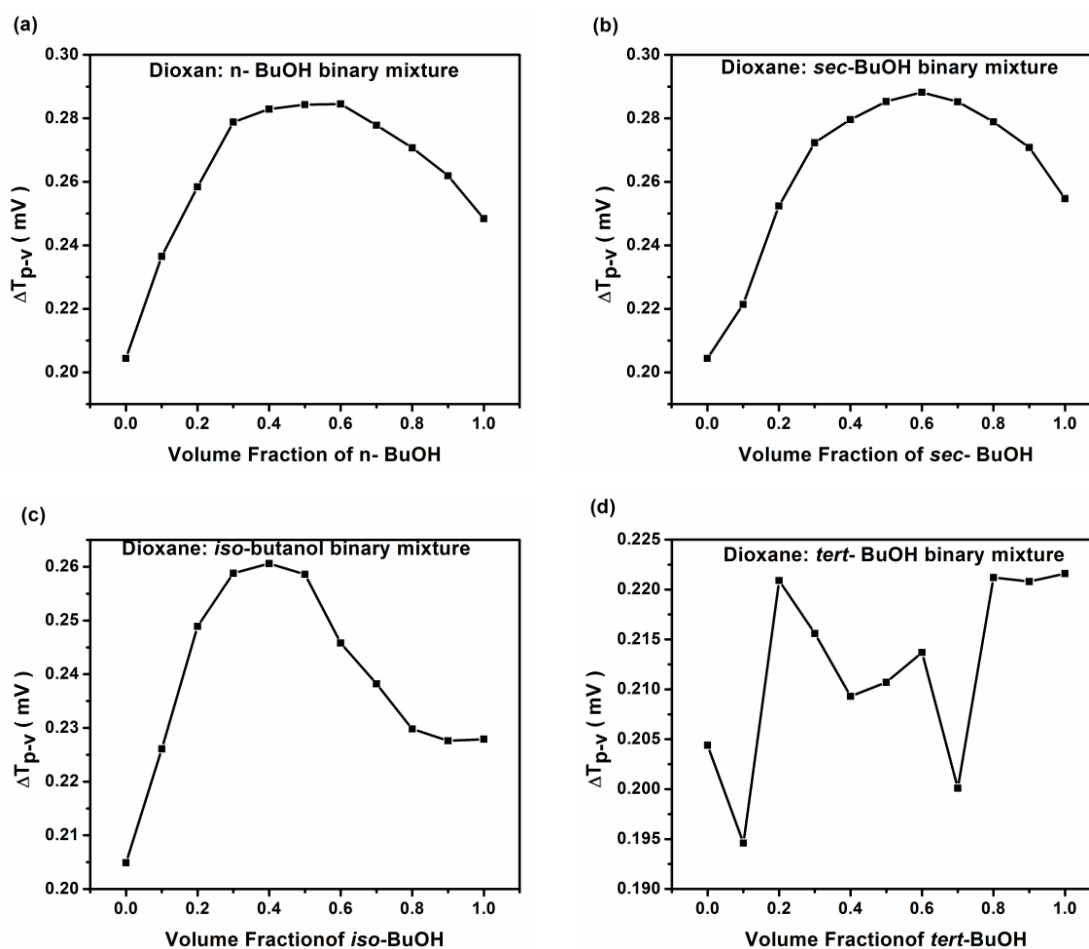 (a)
Dioxan: n- BuOH binary mixture
0.30
0.28
0.26
0.24
0.22
0.20
ΔTp-v ( mV)
0.0 0.2 0.4 0.6 0.8 1.0
Volume Fraction of n- BuOH
(b)
Dioxane: sec-BuOH binary mixture
0.30
0.28
0.26
0.24
0.22
0.20
ΔTp-v ( mV)
0.0 0.2 0.4 0.6 0.8 1.0
Volume Fraction of sec- BuOH
(c)
Dioxane: iso-butanol binary mixture
0.26
0.25
0.24
0.23
0.22
0.21
0.20
ΔTp-v ( mV)
0.0 0.2 0.4 0.6 0.8 1.0
Volume Fractionof iso-BuOH
(d)
Dioxane: tert- BuOH binary mixture
0.225
0.220
0.215
0.210
0.205
0.200
0.195
0.190
ΔTp-v ( mV)
0.0 0.2 0.4 0.6 0.8 1.0
Volume Fractionof tert-BuOH